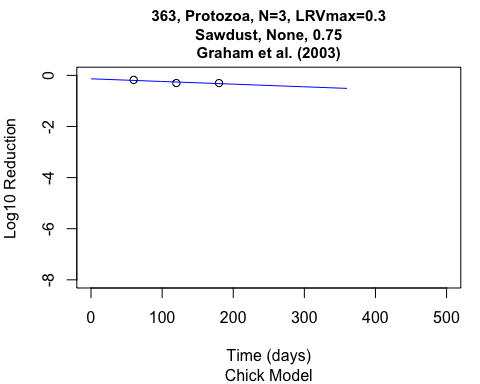 363, Protozoa, N=3, LRVmax=0.3
Sawdust, None, 0.75
Graham et al. (2003)
Log10 Reduction
0
-2
-4
-6
-8
0 100 200 300 400 500
Time (days)
Chick Model